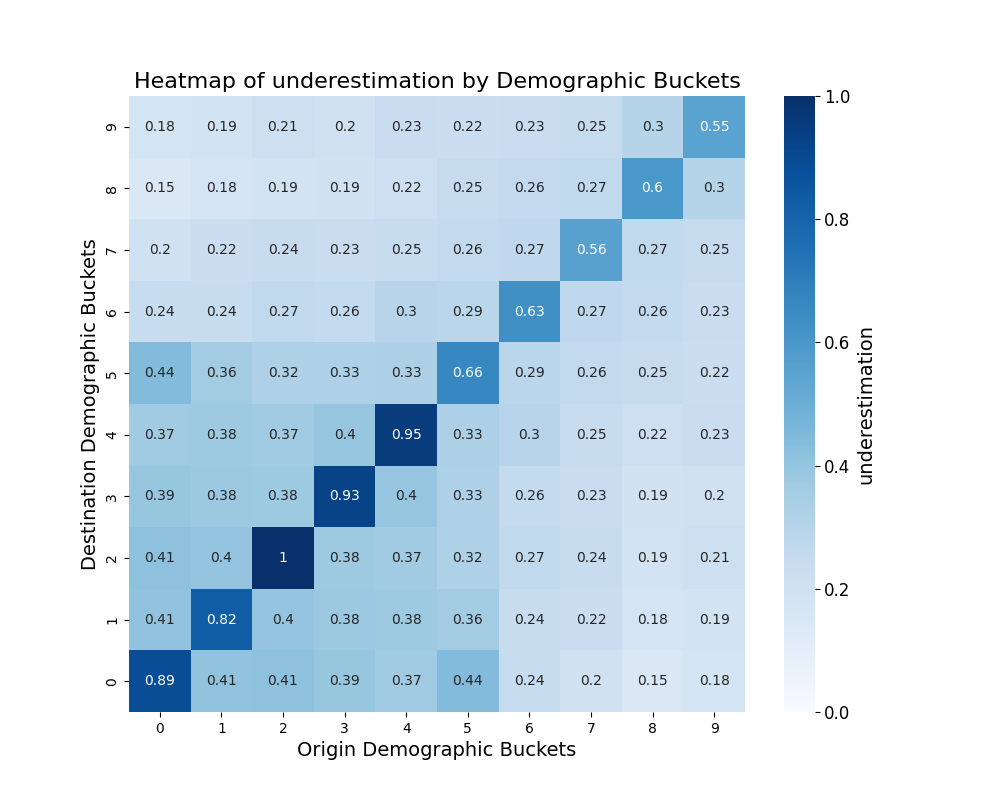 Heatmap of underestimation by Demographic Buckets
9 0.18 0.19 0.21 0.2 0.23 0.22 0.23 0.25 0.3 0.55
8 0.15 0.18 0.19 0.19 0.22 0.25 0.26 0.27 0.6 0.3
7 0.2 0.22 0.24 0.23 0.25 0.26 0.27 0.56 0.27 0.25
6 0.24 0.24 0.27 0.26 0.3 0.29 0.63 0.27 0.26 0.23
5 0.44 0.36 0.32 0.33 0.33 0.66 0.29 0.26 0.25 0.22
4 0.37 0.38 0.37 0.4 0.95 0.33 0.3 0.25 0.22 0.23
3 0.39 0.38 0.38 0.93 0.4 0.33 0.26 0.23 0.19 0.2
2 0.41 0.4 1 0.38 0.37 0.32 0.27 0.24 0.19 0.21
1 0.41 0.82 0.4 0.38 0.38 0.36 0.24 0.22 0.18 0.19
0 0.89 0.41 0.41 0.39 0.37 0.44 0.24 0.2 0.15 0.18
0 1 2 3 4 5 6 7 8 9
Origin Demographic Buckets
Destination Demographic Buckets
1.0
0.8
0.6
0.4
0.2
0.0
underestimation